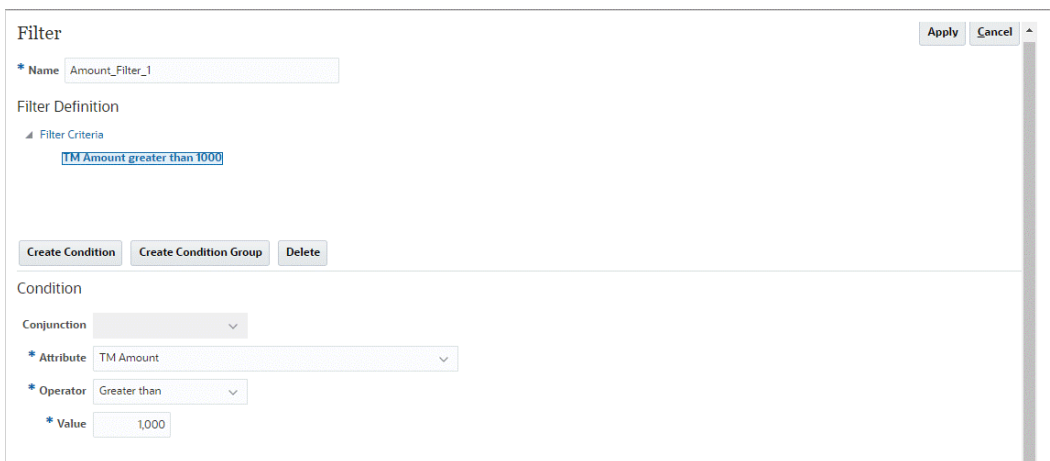 Filter
Apply Cancel
* Name Amount_Filter_1
Filter Definition
Filter Criteria
TM Amount greater than 1000
Create Condition Create Condition Group Delete
Condition
Conjunction
* Attribute TM Amount
* Operator Greater than
* Value 1,000